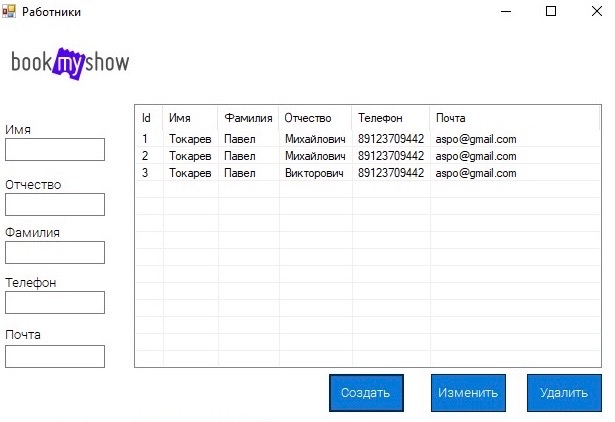 Работники
bookmyshow
Имя
Отчество
Фамилия
Телефон
Почта
Id Имя Фамилия Отчество Телефон Почта
1 Токарев Павел Михайлович 89123709442 aspo@gmail.com
2 Токарев Павел Михайлович 89123709442 aspo@gmail.com
3 Токарев Павел Викторович 89123709442 aspo@gmail.com
Создать Изменить Удалить